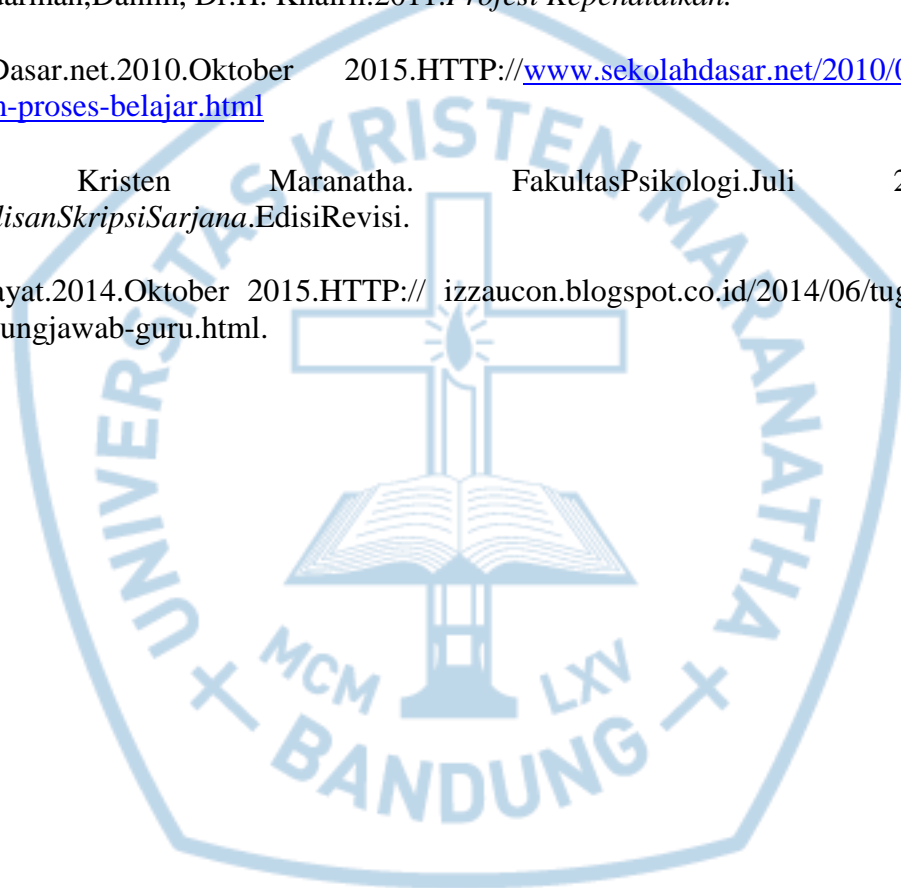 Dr.H. Khairil.2011.Profesi Kependidikan.
Dasar.net.2010.Oktober 2015.HTTP://www.sekolahdasar.net/2010/0
n-proses-belajar.html
Kristen Maranatha. FakultasPsikologi.Juli 2
lisanSkripsiSarjana.EdisiRevisi.
ayat.2014.Oktober 2015.HTTP:// izzaucon.blogspot.co.id/2014/06/tug
ungjawab-guru.html.
UNIVERSITAS KRISTEN MARANATHA
MCM LXV
BANDUNG